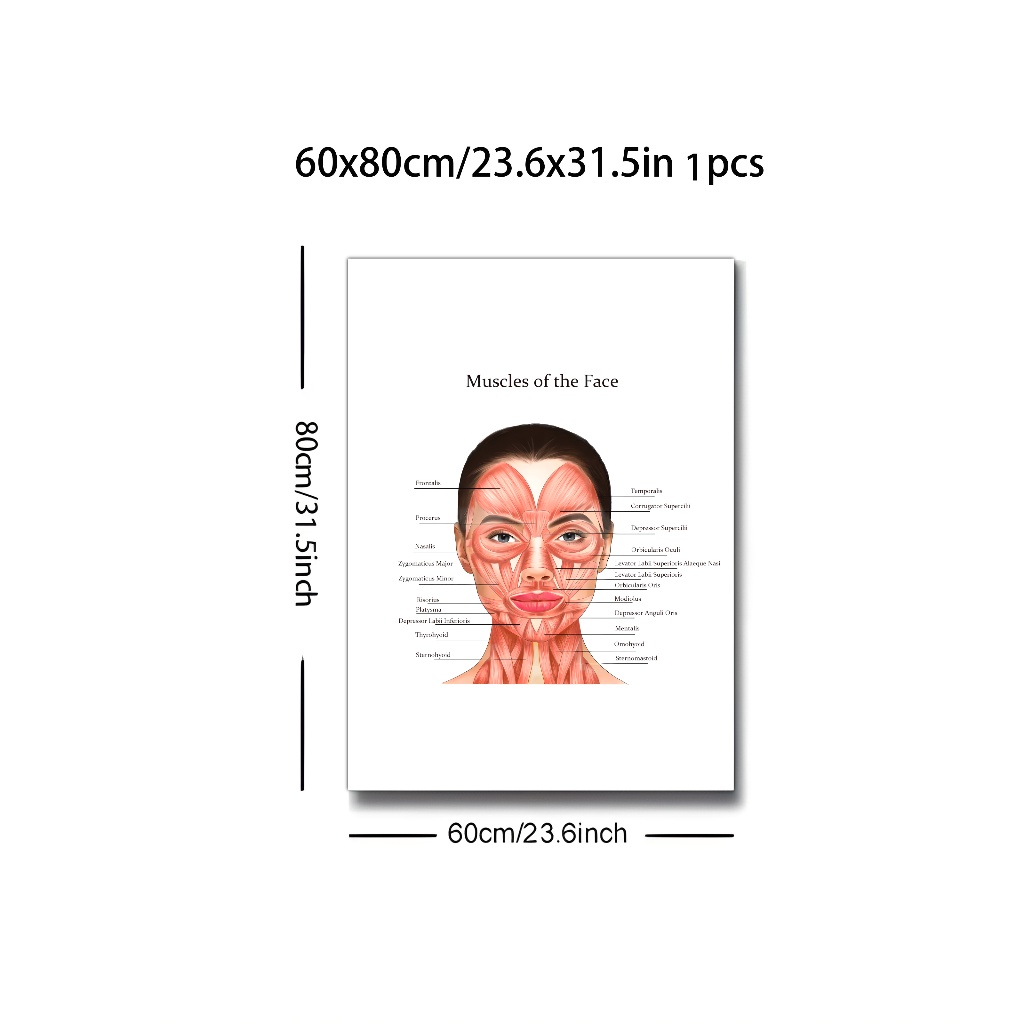 60x80cm/23.6x31.5in 1pcs
80cm/31.5inch
Muscles of the Face
Frontalis
Procerus
Nasalis
Zygomaticus Major
Zygomaticus Minor
Risorius
Platysma
Depressor Labii Inferioris
Thyrohyoid
Sternohyoid
Temporalis
Corrugator Supercilii
Depressor Supercilii
Orbicularis Oculi
Levator Labii Superioris Alaeque Nasi
Levator Labii Superioris
Orbicularis Oris
Modiolus
Depressor Anguli Oris
Mentalis
Omohyoid
Sternomastoid
60cm/23.6inch